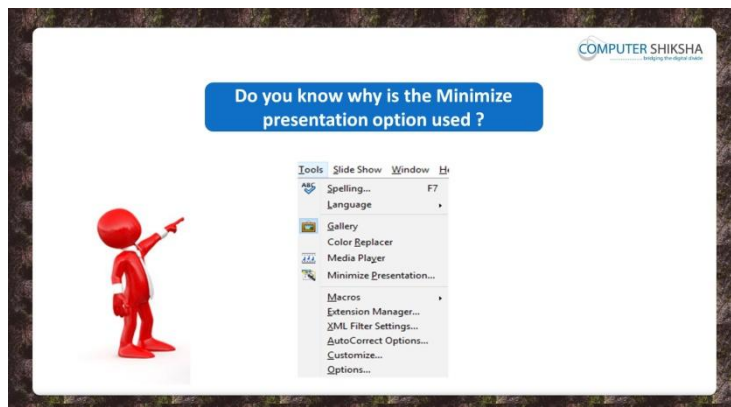 COMPUTER SHIKSHA
bridging the digital divide
Do you know why is the Minimize
presentation option used ?
Tools Slide Show Window
ABC Spelling... F7
Language
Gallery
Color Replacer
Media Player
Minimize Presentation...
Macros
Extension Manager...
XML Filter Settings...
AutoCorrect Options...
Customize...
Options...